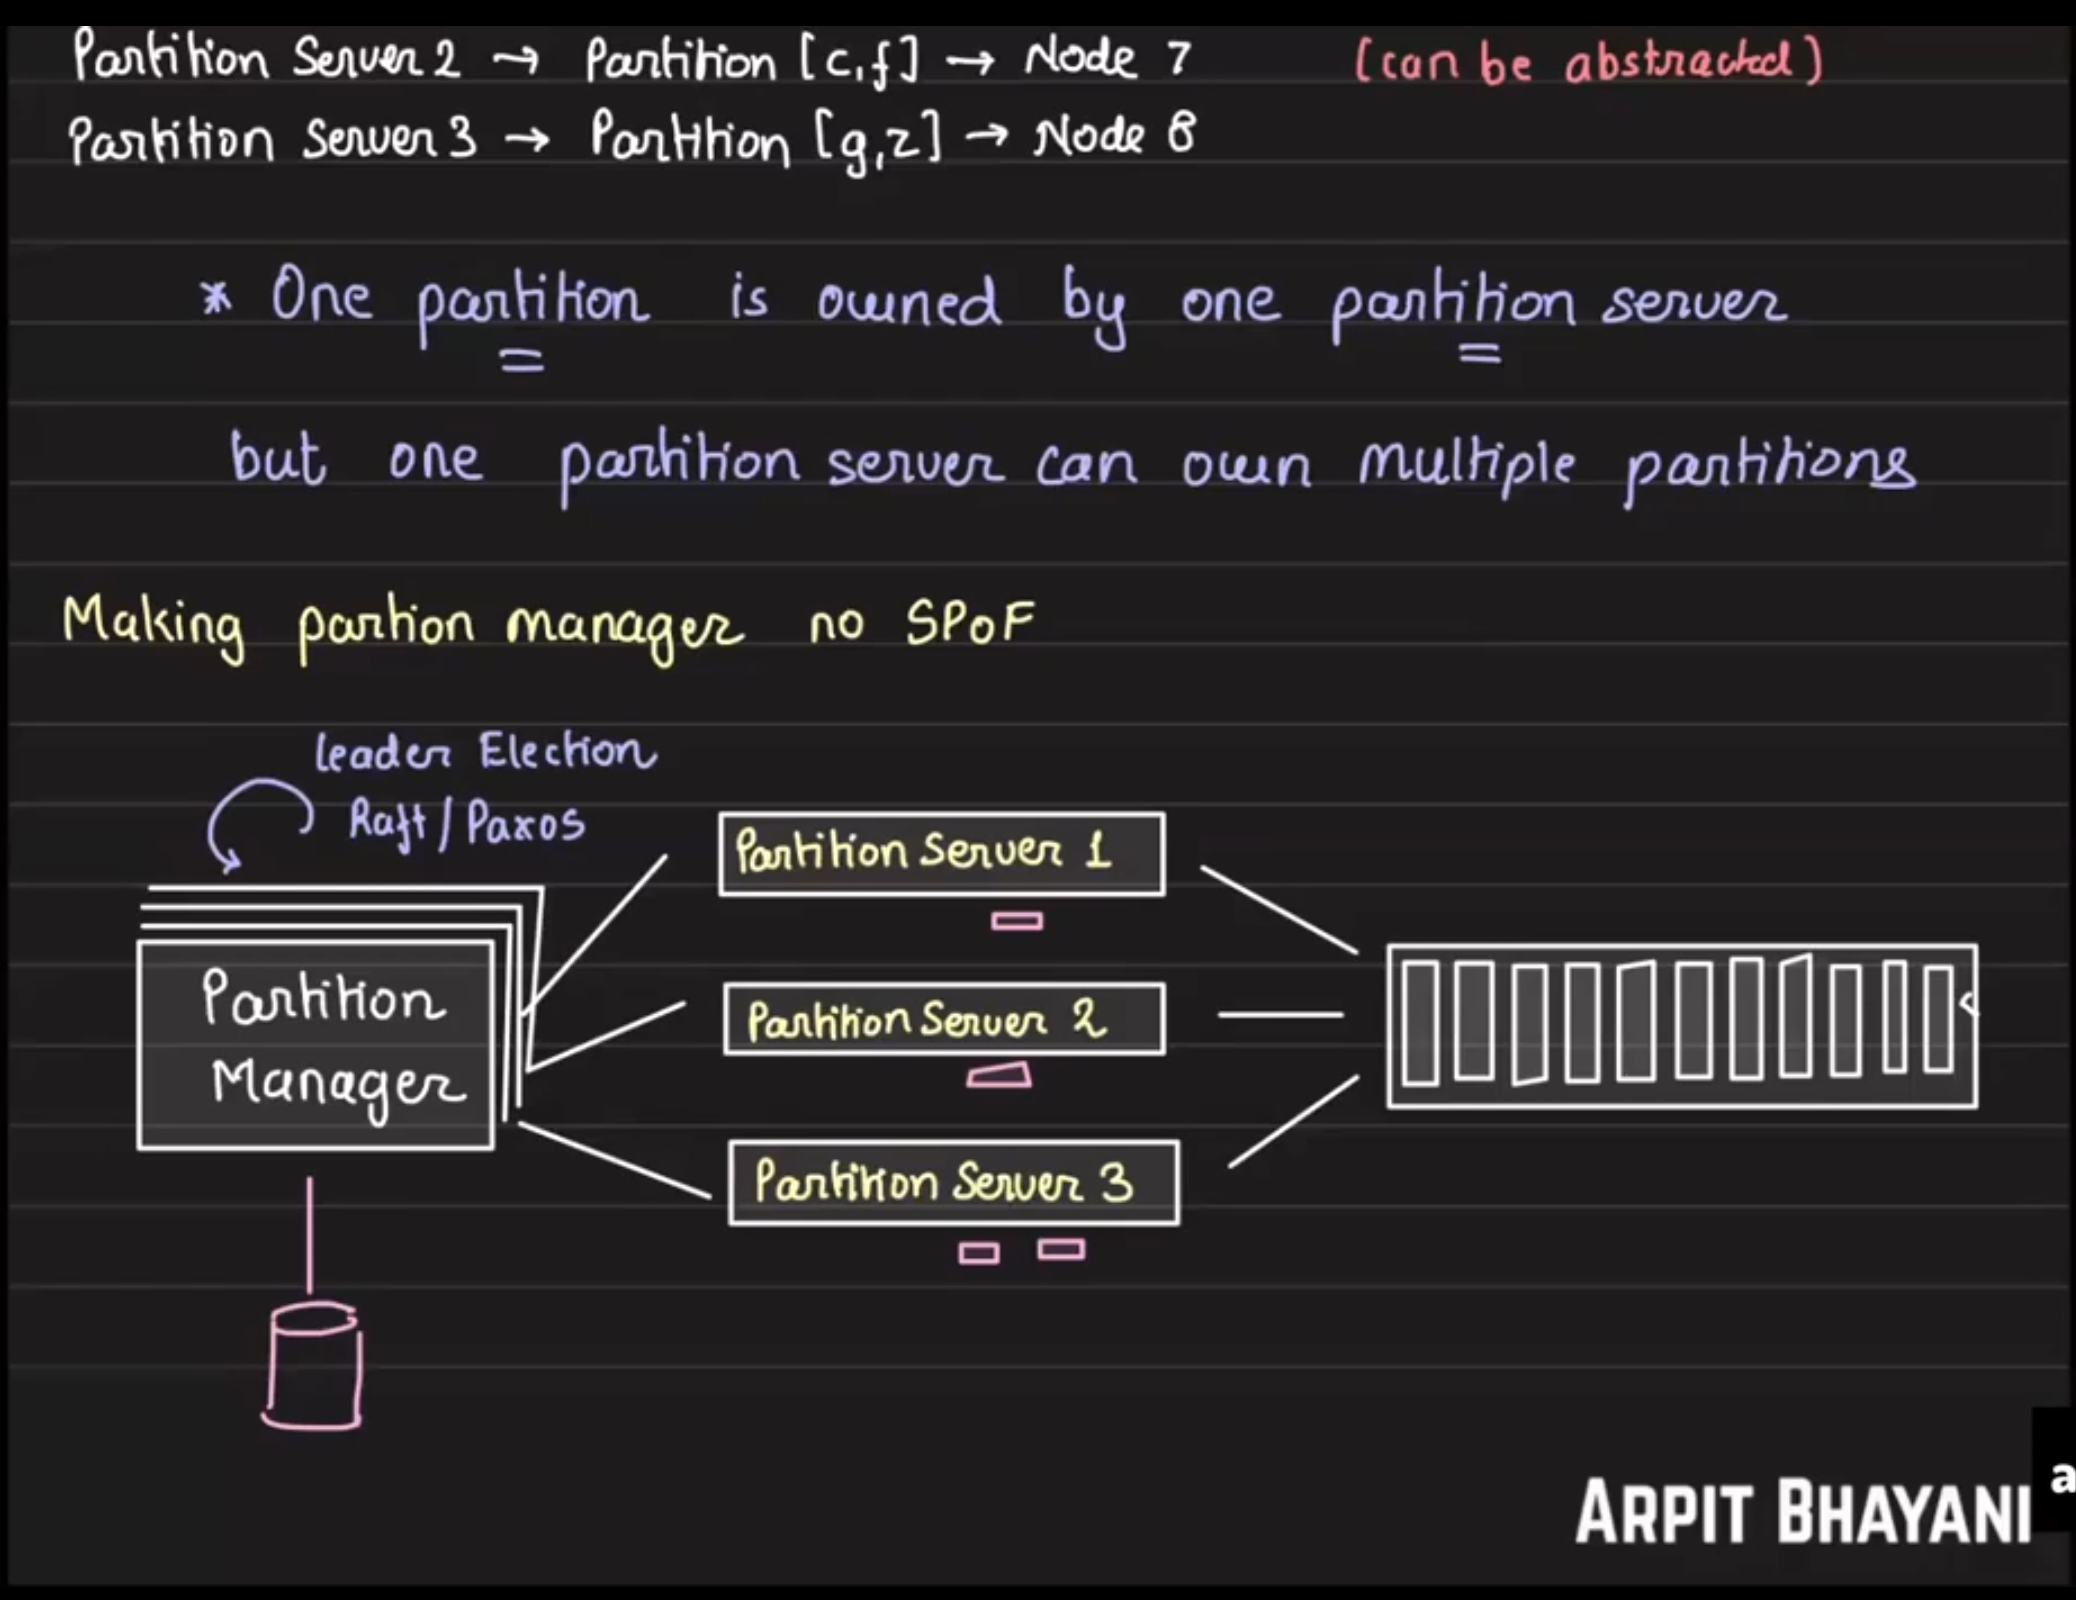 Partition Server 2 → Partition [c,f] → Node 7 (can be abstracted)
Partition Server 3 → Partition [g,z] → Node 8
* One partition is owned by one partition server
but one partition server can own multiple partitions
Making partion manager no SPoF
leader Election
Raft / Paxos
Partition Server 1
Partition Manager
Partition Server 2
Partition Server 3
ARPIT BHAYANI
a